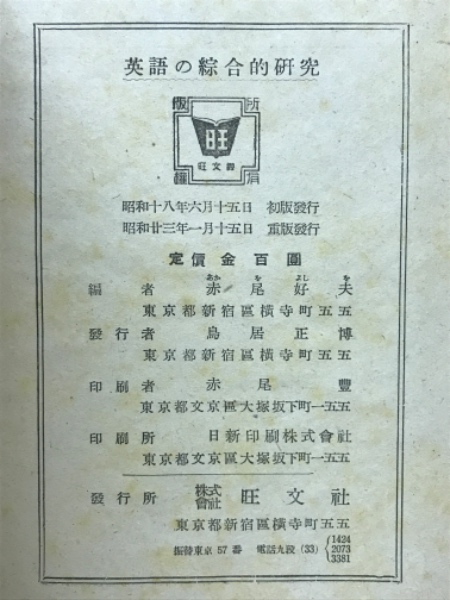 英語の綜合的硏究
版 所
旺
旺文社
權 有
昭和十八年六月十五日 初版發行
昭和廿三年一月十五日 重版發行
定價金百圓
あか を よし を
編者 赤尾好夫
東京都新宿區橫寺町五五
發行者 鳥居正博
東京都新宿區橫寺町五五
印刷者 赤尾豐
東京都文京區大塚坂下町一五五
印刷所 日新印刷株式會社
東京都文京區大塚坂下町一五五
發行所 株式會社 旺文社
東京都新宿區橫寺町五五
振替東京 57 番 電話九段 (33) {1424
2073
3381